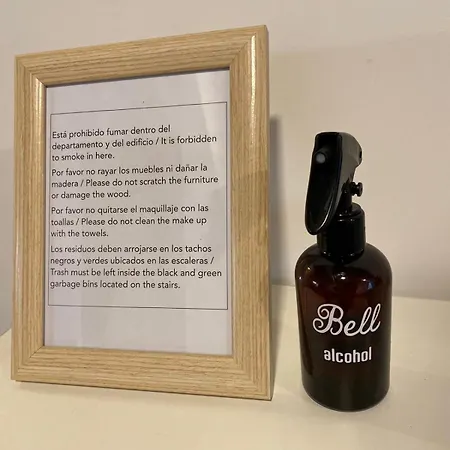 Está prohibido fumar dentro del
departamento y del edificio / It is forbidden
to smoke in here.
Por favor no rayar los muebles ni dañar la
madera / Please do not scratch the furniture
or damage the wood.
Por favor no quitarse el maquillaje con las
toallas / Please do not clean the make up
with the towels.
Los residuos deben arrojarse en los tachos
negros y verdes ubicados en las escaleras /
Trash must be left inside the black and green
garbage bins located on the stairs.
Bell
alcohol